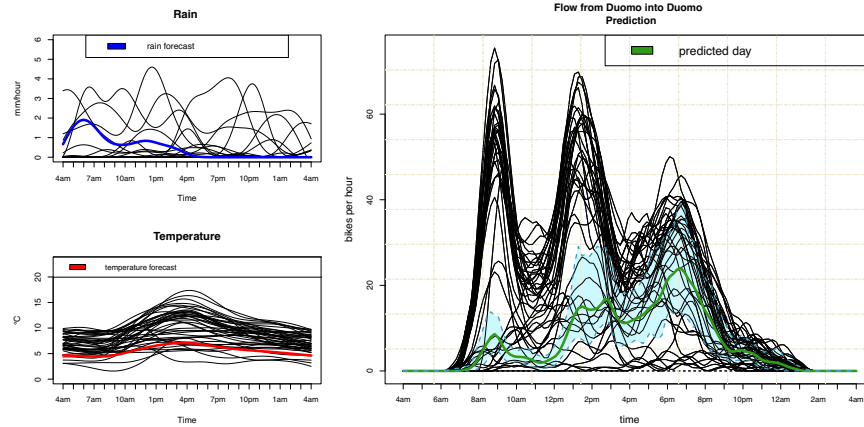 Rain
rain forecast
mm/hour
6
5
4
3
2
1
0
4am 7am 10am 1pm 4pm 7pm 10pm 1am 4am
Time
Temperature
temperature forecast
°C
20
15
10
5
0
4am 7am 10am 1pm 4pm 7pm 10pm 1am 4am
Time
Flow from Duomo into Duomo
Prediction
predicted day
bikes per hour
60
40
20
0
4am 6am 8am 10am 12pm 2pm 4pm 6pm 8pm 10pm 12am 2am 4am
time